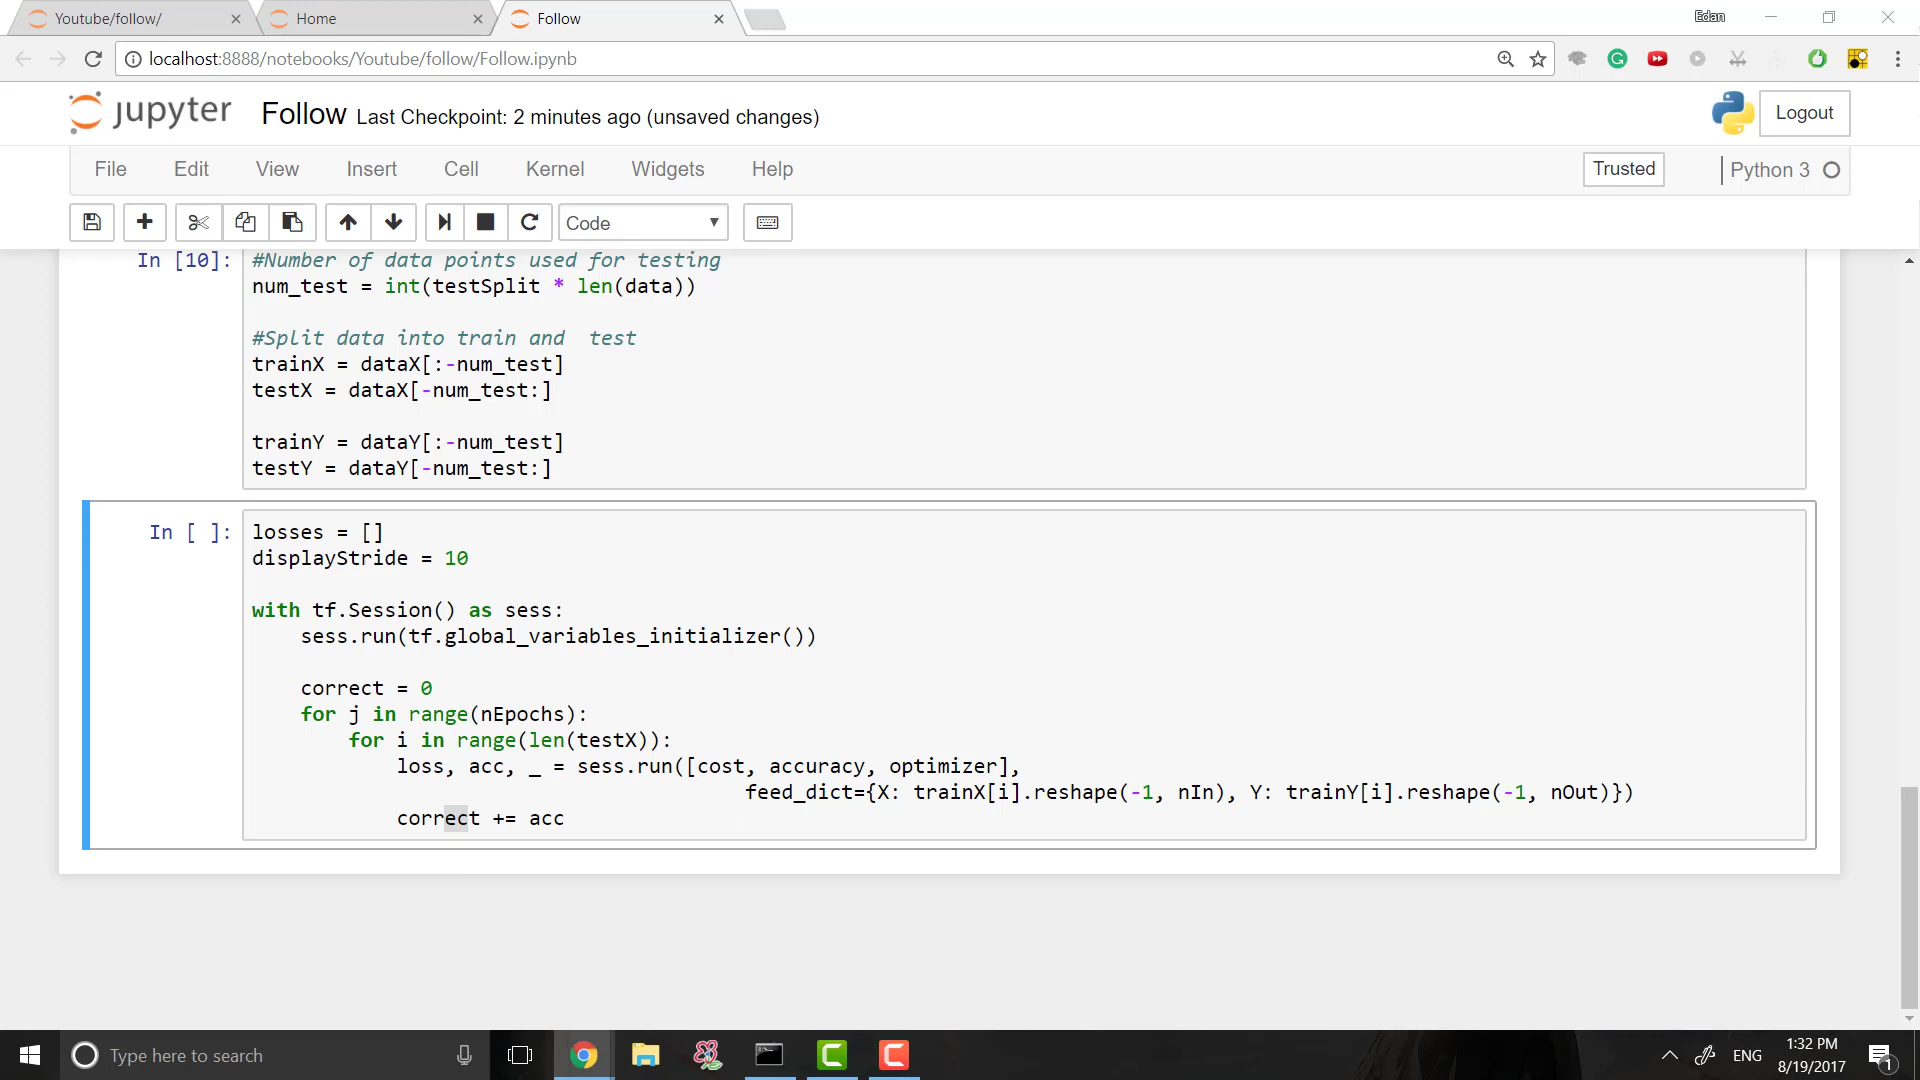 Youtube/follow/
Home
Follow
Edan
localhost:8888/notebooks/Youtube/follow/Follow.ipynb
jupyter Follow Last Checkpoint: 2 minutes ago (unsaved changes)
Logout
File Edit View Insert Cell Kernel Widgets Help
Trusted
Python 3
Code
In [10]: #Number of data points used for testing
num_test = int(testSplit * len(data))
#Split data into train and  test
trainX = dataX[:-num_test]
testX = dataX[-num_test:]
trainY = dataY[:-num_test]
testY = dataY[-num_test:]
In [ ]: losses = []
displayStride = 10
with tf.Session() as sess:
    sess.run(tf.global_variables_initializer())
    correct = 0
    for j in range(nEpochs):
        for i in range(len(testX)):
            loss, acc, _ = sess.run([cost, accuracy, optimizer],
                                         feed_dict={X: trainX[i].reshape(-1, nIn), Y: trainY[i].reshape(-1, nOut)})
            correct += acc
Type here to search
ENG
1:32 PM
8/19/2017
1